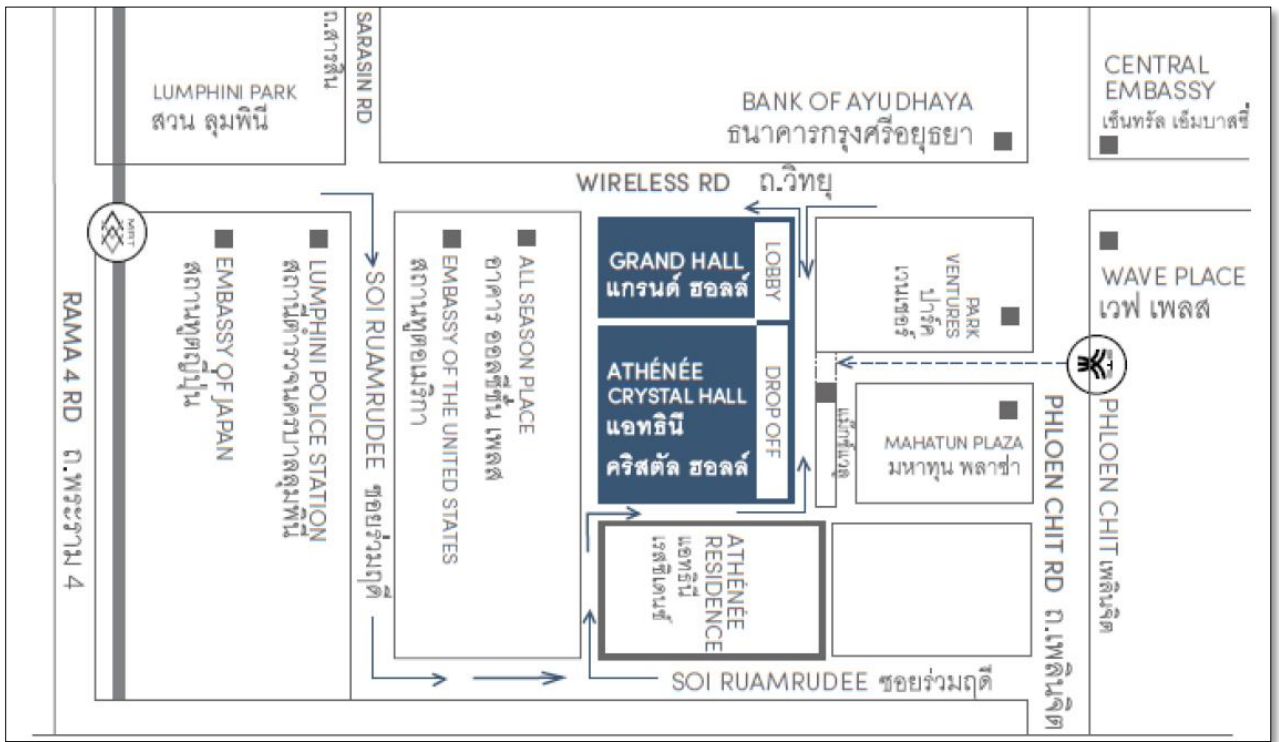 SARASIN RD
ถ.สารสิน
LUMPHINI PARK
สวน ลุมพินี
BANK OF AYUDHAYA
ธนาคารกรุงศรีอยุธยา
CENTRAL
EMBASSY
เซ็นทรัล เอ็มบาสซี่
WIRELESS RD ถ.วิทยุ
MRT
RAMA 4 RD ถ.พระราม 4
EMBASSY OF JAPAN
สถานทูตญี่ปุ่น
LUMPHINI POLICE STATION
สถานีตำรวจนครบาลลุมพินี
SOI RUAMRUDEE ซอยร่วมฤดี
EMBASSY OF THE UNITED STATES
สถานทูตอเมริกา
ALL SEASON PLACE
อาคาร ออลซีซั่น เพลส
GRAND HALL
แกรนด์ ฮอลล์
LOBBY
ATHÉNÉE
CRYSTAL HALL
แอทธินี
คริสตัล ฮอลล์
DROP OFF
PARK
VENTURES
ปาร์ค
เวนเชอร์
WAVE PLACE
เวฟ เพลส
BTS
แม็กซ์แวลู
MAHATUN PLAZA
มหาทุน พลาซ่า
PHLOEN CHIT RD ถ.เพลินจิต
PHLOEN CHIT เพลินจิต
ATHÉNÉE
RESIDENCE
แอทธินี
เรสซิเดนซ์
SOI RUAMRUDEE ซอยร่วมฤดี